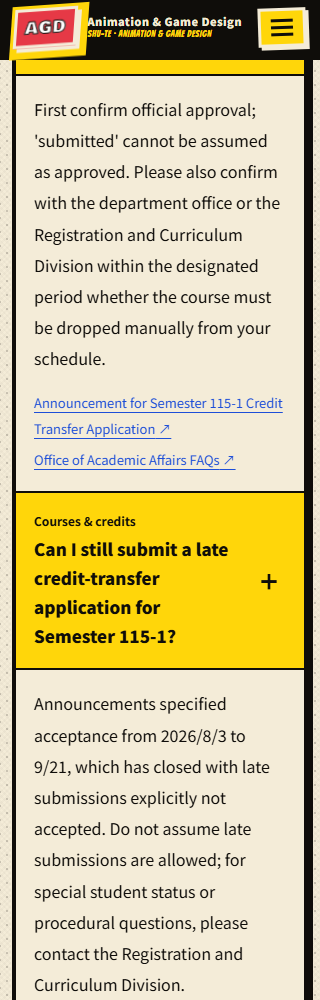 AGD
Animation & Game Design
SHU-TE · ANIMATION & GAME DESIGN
First confirm official approval;
'submitted' cannot be assumed
as approved. Please also confirm
with the department office or the
Registration and Curriculum
Division within the designated
period whether the course must
be dropped manually from your
schedule.
Announcement for Semester 115-1 Credit
Transfer Application ↗
Office of Academic Affairs FAQs ↗
Courses & credits
Can I still submit a late
credit-transfer
application for
Semester 115-1?
+
Announcements specified
acceptance from 2026/8/3 to
9/21, which has closed with late
submissions explicitly not
accepted. Do not assume late
submissions are allowed; for
special student status or
procedural questions, please
contact the Registration and
Curriculum Division.